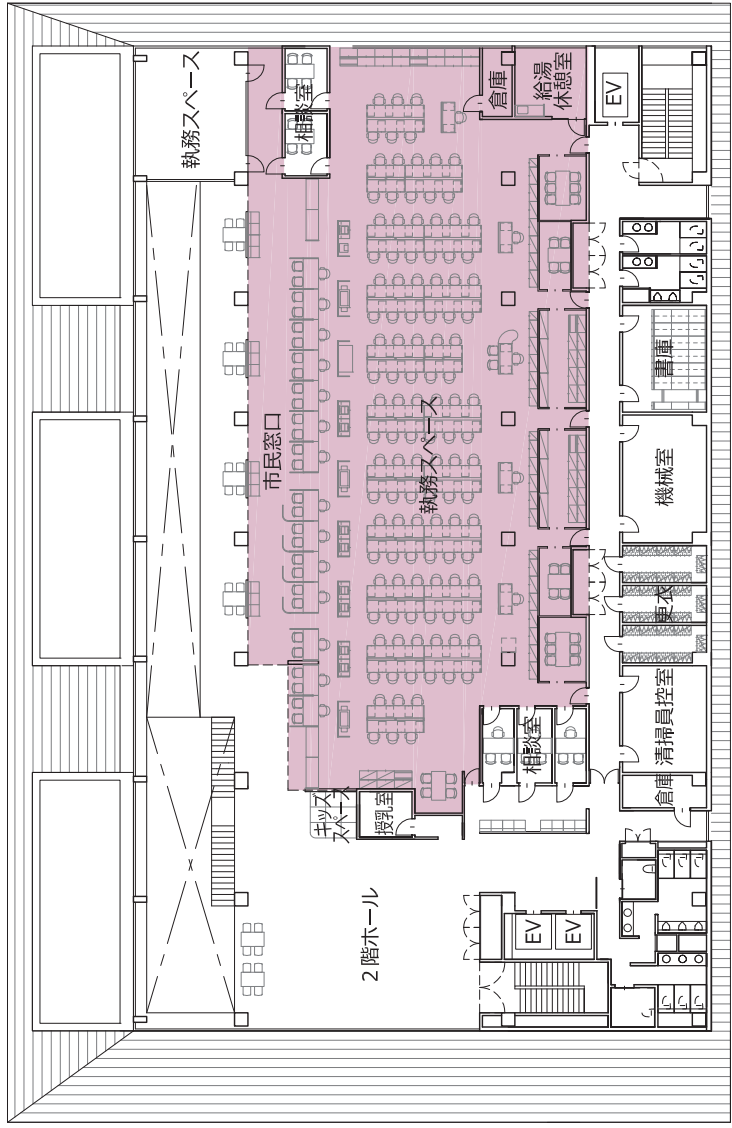 執務スペース
相談室
倉庫
給湯
休憩室
EV
市民窓口
執務スペース
書庫
機械室
更衣
清掃員控室
倉庫
相談室
キッズ
スペース
授乳室
2階ホール
EV
EV